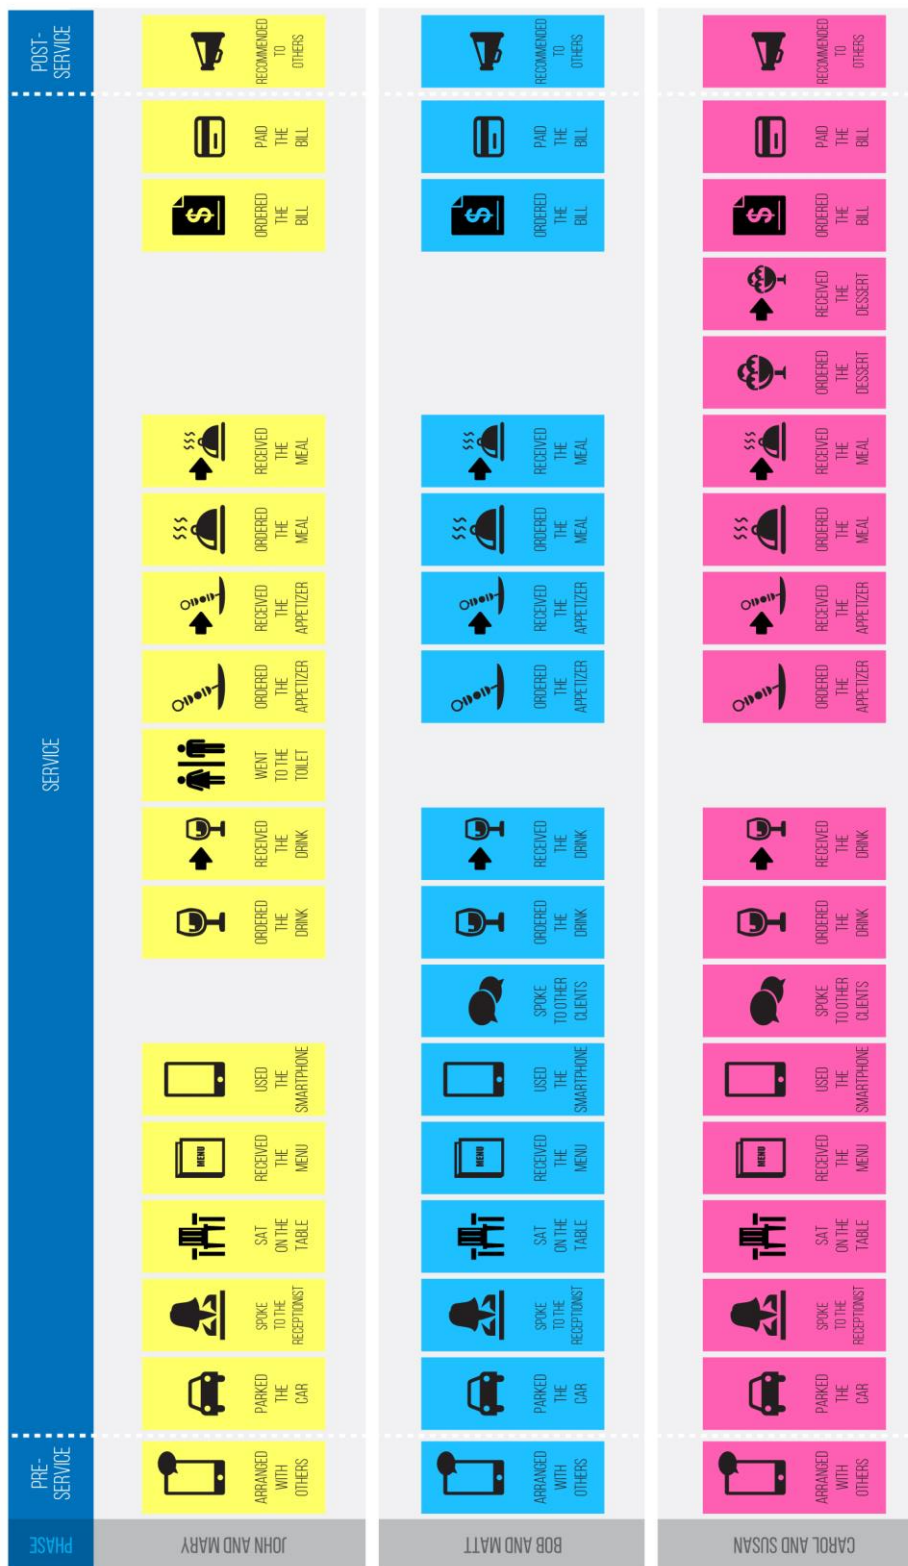 PHASE
PRE-
SERVICE
SERVICE
POST-
SERVICE
JOHN AND MARY
ARRANGED
WITH
OTHERS
PARKED
THE
CAR
SPOKE
TO THE
RECEPTIONIST
SAT
ON THE
TABLE
MENU
RECEIVED
THE
MENU
USED
THE
SMARTPHONE
ORDERED
THE
DRINK
RECEIVED
THE
DRINK
WENT
TO THE
TOILET
ORDERED
THE
APPETIZER
RECEIVED
THE
APPETIZER
ORDERED
THE
MEAL
RECEIVED
THE
MEAL
$
ORDERED
THE
BILL
PAID
THE
BILL
RECOMMENDED
TO
OTHERS
BOB AND MATT
ARRANGED
WITH
OTHERS
PARKED
THE
CAR
SPOKE
TO THE
RECEPTIONIST
SAT
ON THE
TABLE
MENU
RECEIVED
THE
MENU
USED
THE
SMARTPHONE
SPOKE
TO OTHER
CLIENTS
ORDERED
THE
DRINK
RECEIVED
THE
DRINK
ORDERED
THE
APPETIZER
RECEIVED
THE
APPETIZER
ORDERED
THE
MEAL
RECEIVED
THE
MEAL
$
ORDERED
THE
BILL
PAID
THE
BILL
RECOMMENDED
TO
OTHERS
CAROL AND SUSAN
ARRANGED
WITH
OTHERS
PARKED
THE
CAR
SPOKE
TO THE
RECEPTIONIST
SAT
ON THE
TABLE
MENU
RECEIVED
THE
MENU
USED
THE
SMARTPHONE
SPOKE
TO OTHER
CLIENTS
ORDERED
THE
DRINK
RECEIVED
THE
DRINK
ORDERED
THE
APPETIZER
RECEIVED
THE
APPETIZER
ORDERED
THE
MEAL
RECEIVED
THE
MEAL
ORDERED
THE
DESSERT
RECEIVED
THE
DESSERT
$
ORDERED
THE
BILL
PAID
THE
BILL
RECOMMENDED
TO
OTHERS